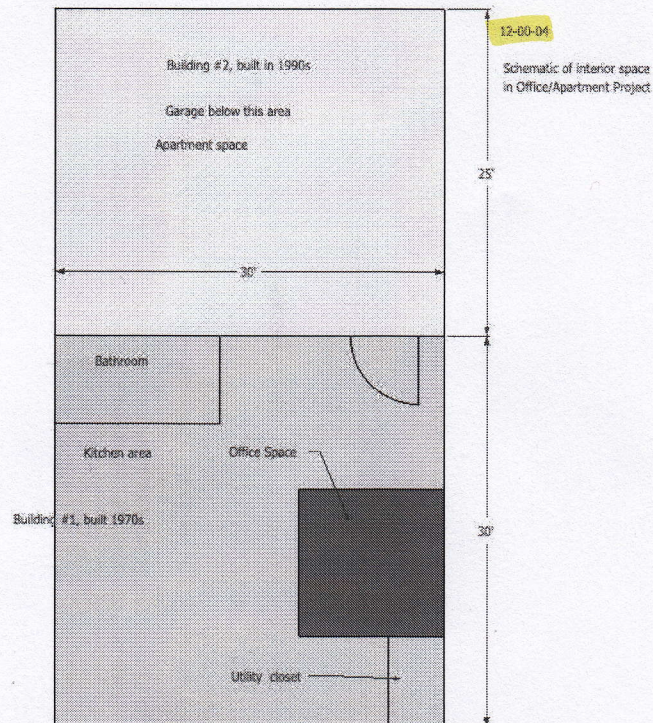 12-00-04
Building #2, built in 1990s
Schematic of interior space
in Office/Apartment Project
Garage below this area
Apartment space
25'
30'
Bathroom
Kitchen area
Office Space
Building #1, built 1970s
30'
Utility closet